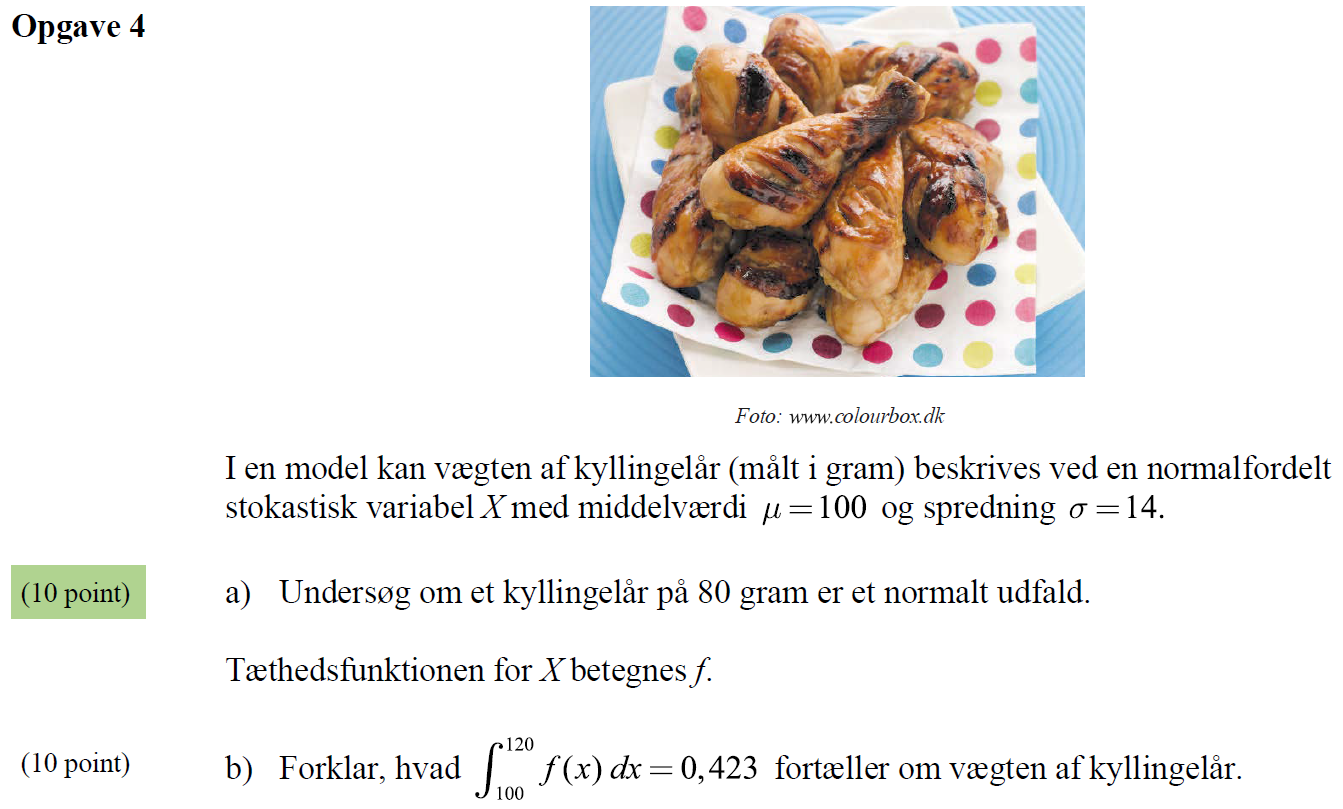 Opgave 4
Foto: www.colourbox.dk
I en model kan vægten af kyllingelår (målt i gram) beskrives ved en normalfordelt
stokastisk variabel X med middelværdi μ = 100 og spredning σ = 14.
(10 point) a) Undersøg om et kyllingelår på 80 gram er et normalt udfald.
Tæthedsfunktionen for X betegnes f.
(10 point) b) Forklar, hvad ∫₁₀₀¹²⁰ f(x) dx = 0,423 fortæller om vægten af kyllingelår.